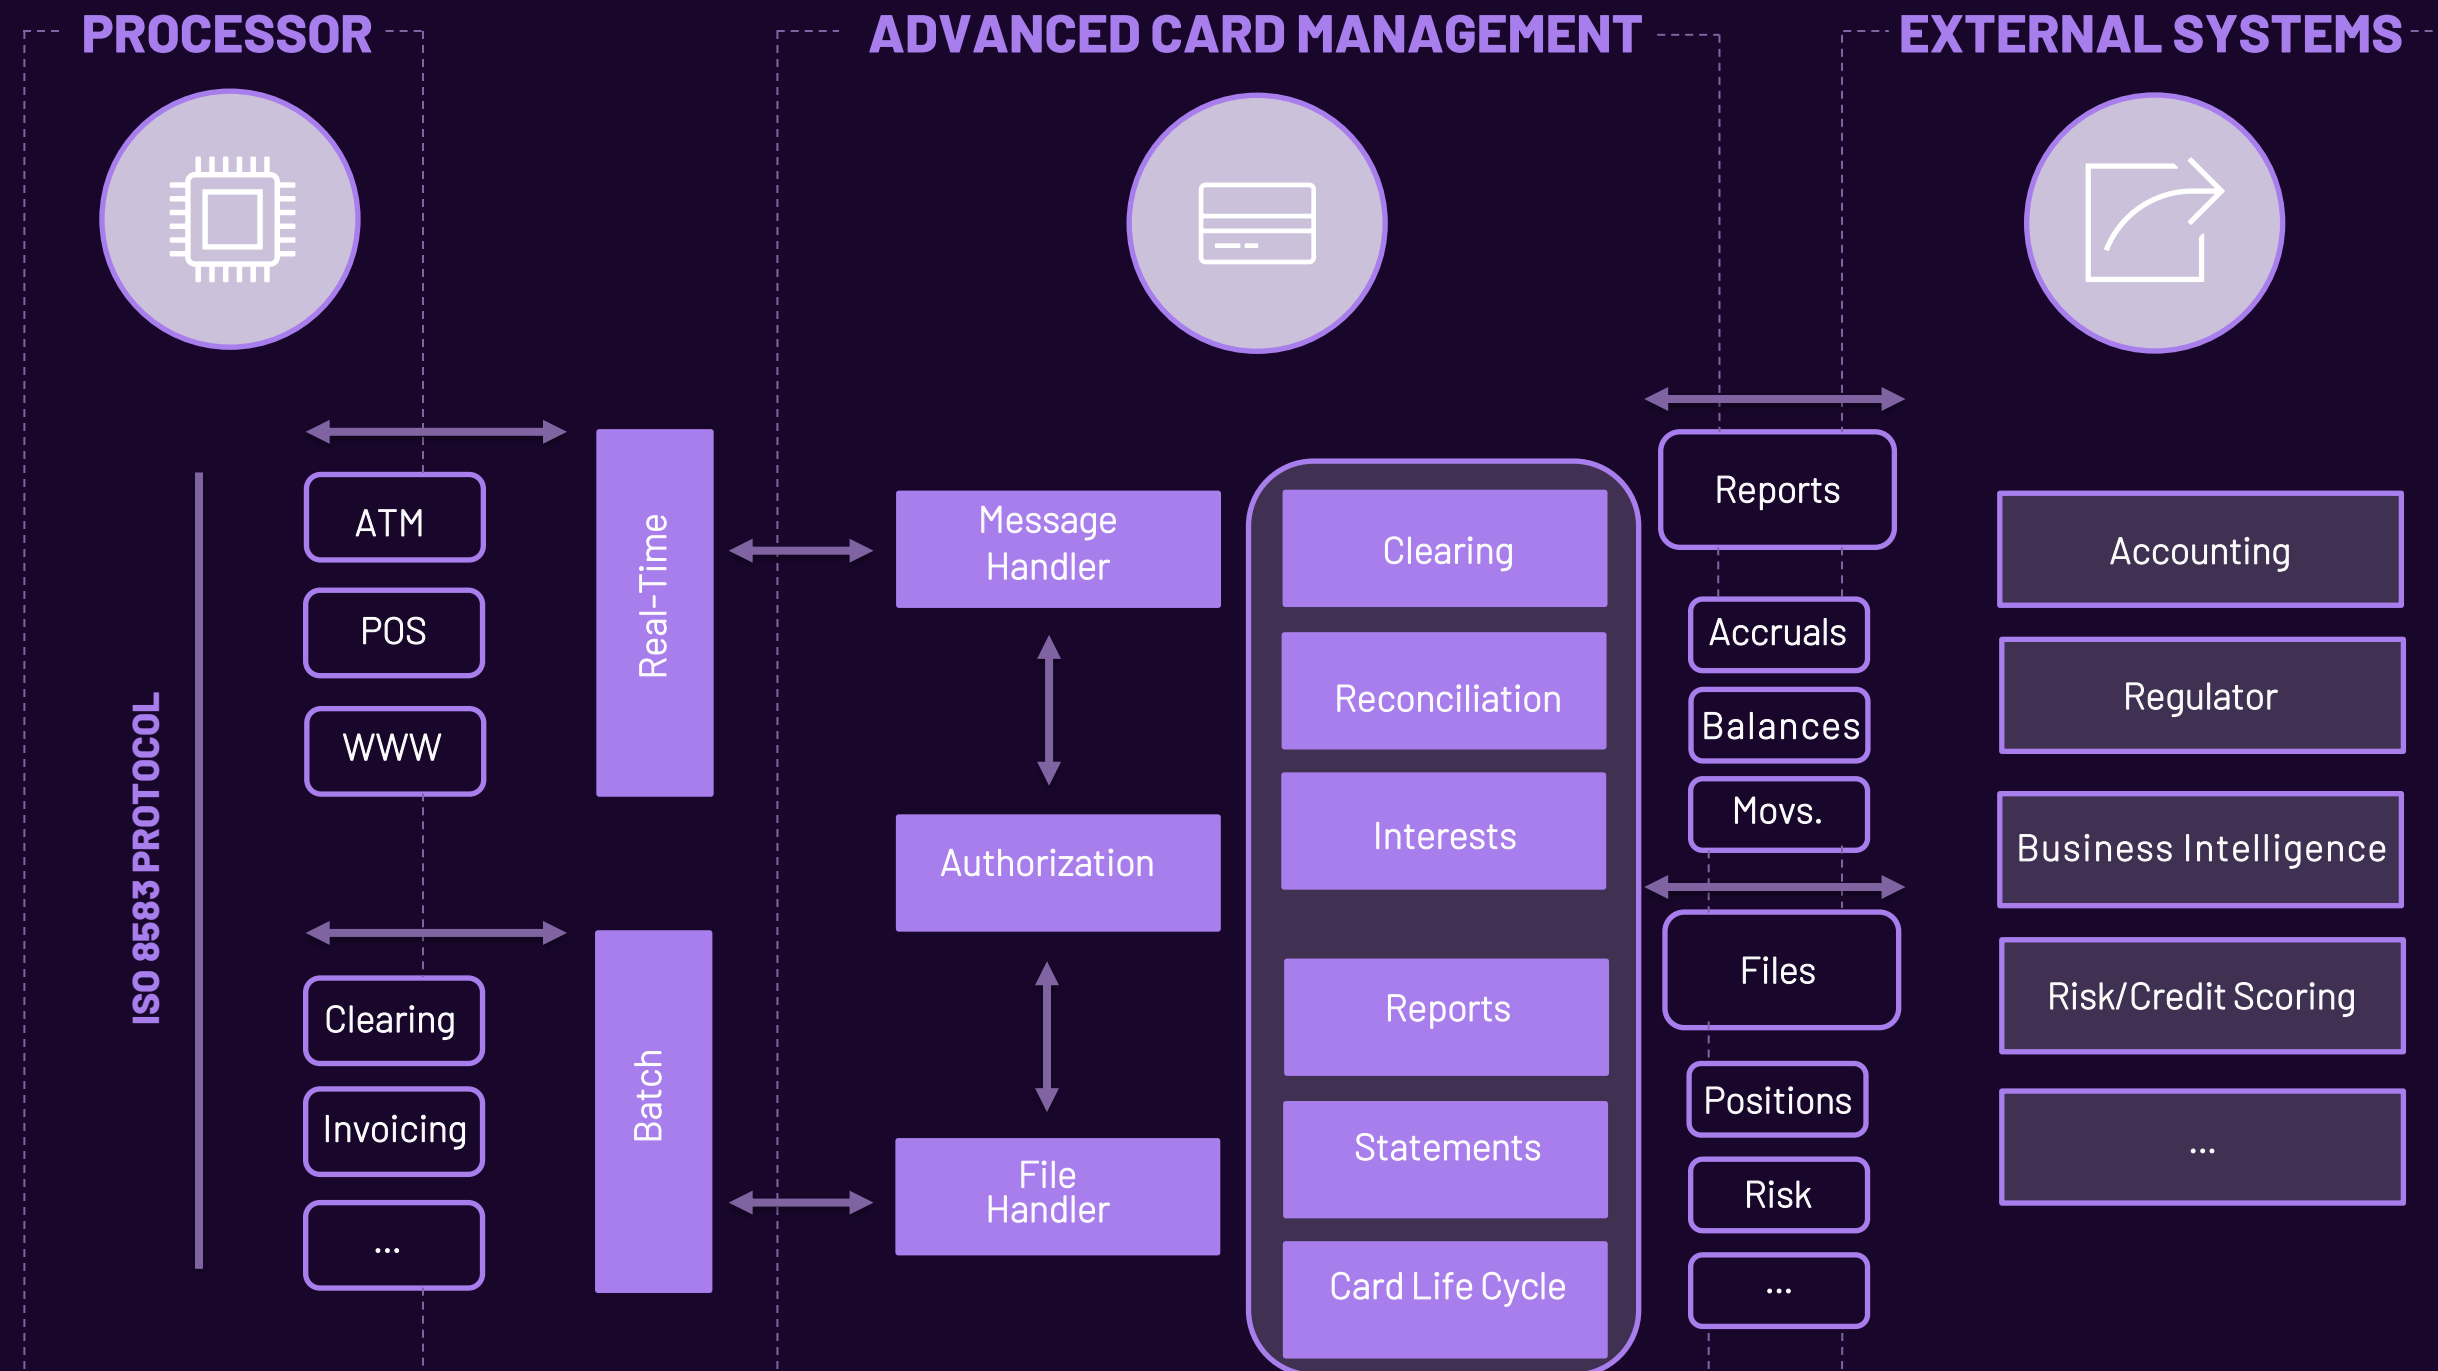 PROCESSOR
ADVANCED CARD MANAGEMENT
EXTERNAL SYSTEMS
ISO 8583 PROTOCOL
ATM
POS
WWW
Clearing
Invoicing
...
Real-Time
Batch
Message
Handler
Authorization
File
Handler
Clearing
Reconciliation
Interests
Reports
Statements
Card Life Cycle
Reports
Accruals
Balances
Movs.
Files
Positions
Risk
...
Accounting
Regulator
Business Intelligence
Risk/Credit Scoring
...